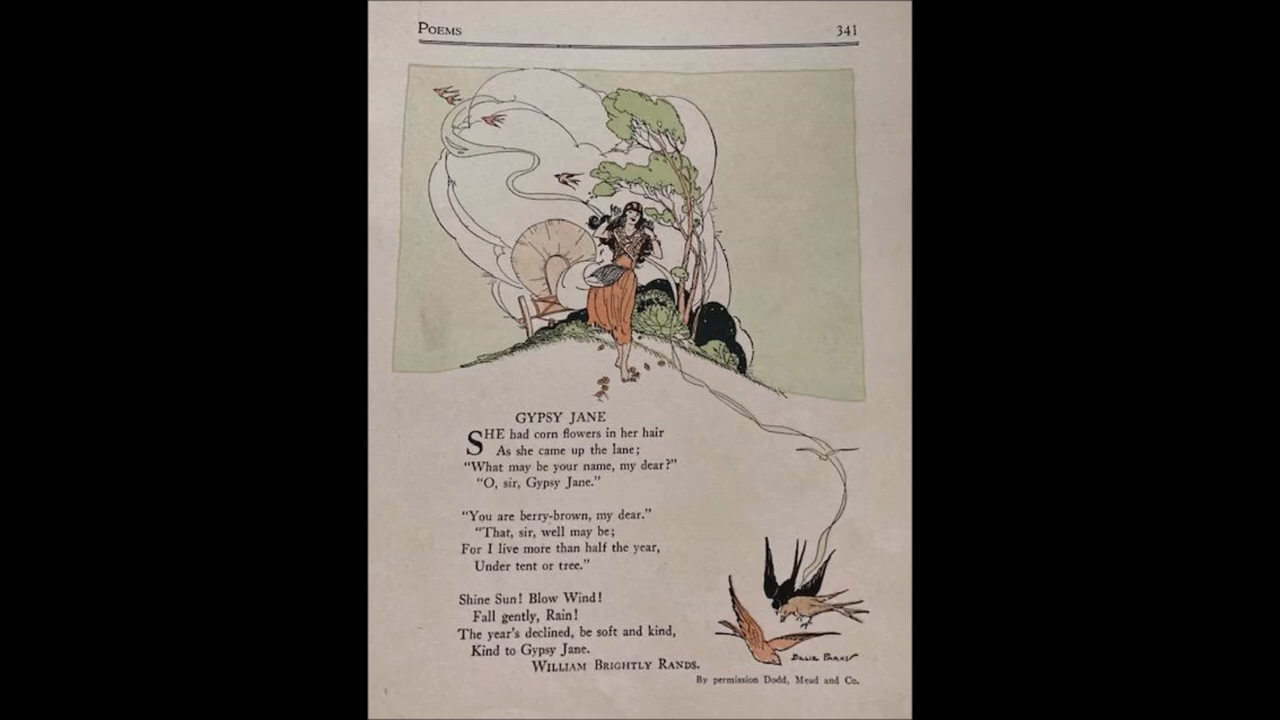 POEMS 341
GYPSY JANE
SHE had corn flowers in her hair
As she came up the lane;
"What may be your name, my dear?"
"O, sir, Gypsy Jane."
"You are berry-brown, my dear."
"That, sir, well may be;
For I live more than half the year,
Under tent or tree."
Shine Sun! Blow Wind!
Fall gently, Rain!
The year's declined, be soft and kind,
Kind to Gypsy Jane.
WILLIAM BRIGHTLY RANDS.
By permission Dodd, Mead and Co.